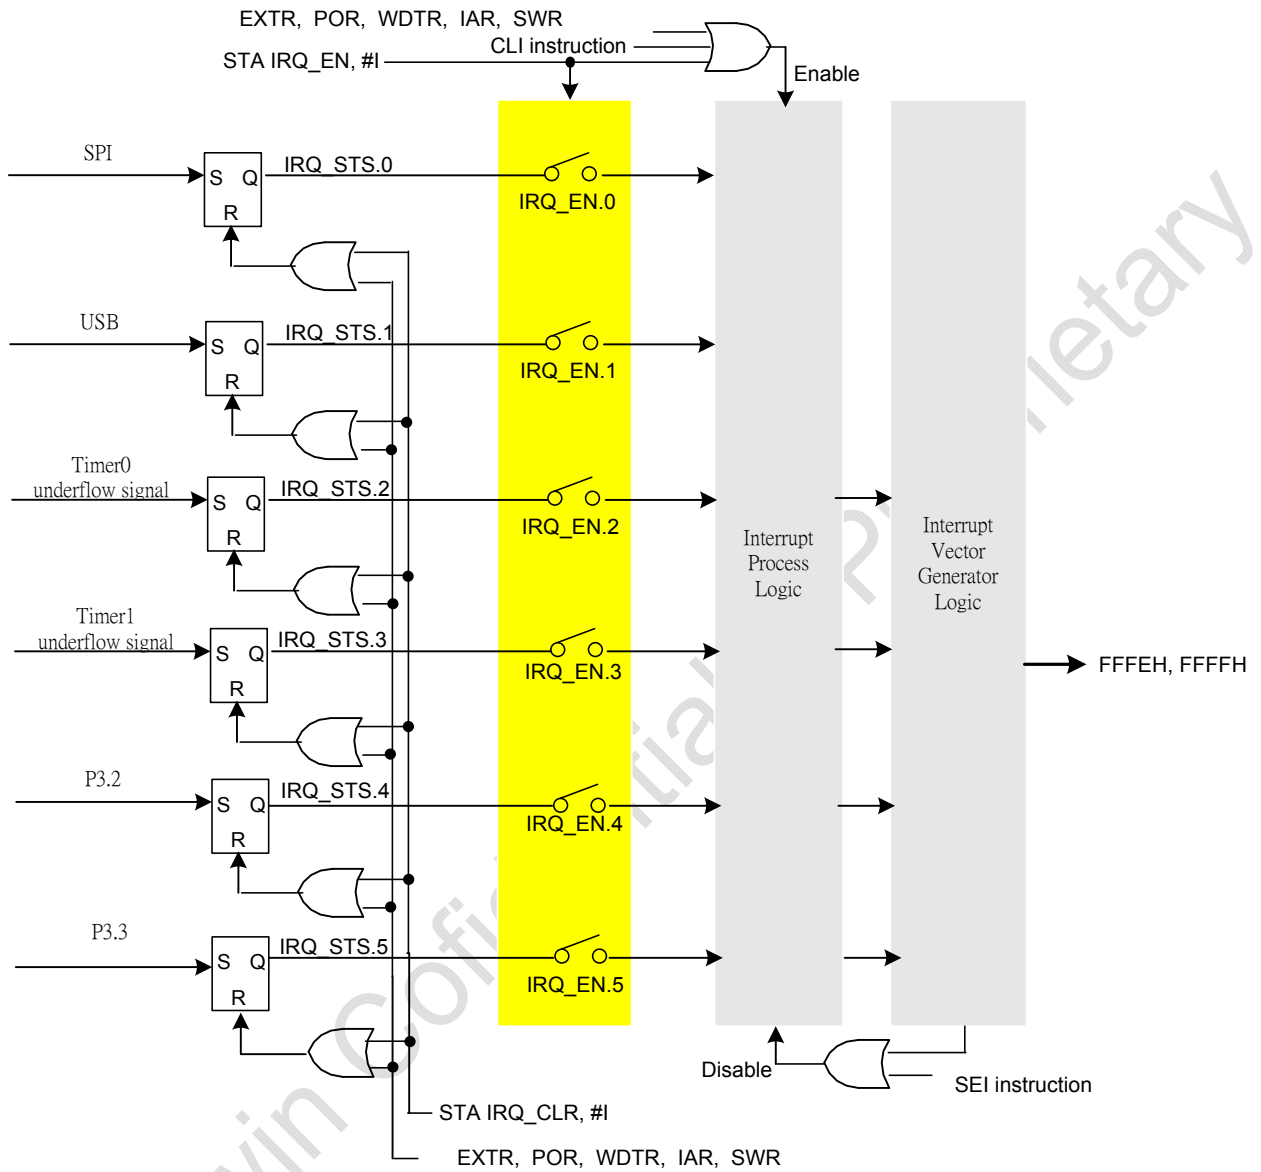 EXTR, POR, WDTR, IAR, SWR
CLI instruction
STA IRQ_EN, #I
Enable
SPI
S Q
R
IRQ_STS.0
IRQ_EN.0
USB
S Q
R
IRQ_STS.1
IRQ_EN.1
Timer0
underflow signal
S Q
R
IRQ_STS.2
IRQ_EN.2
Interrupt
Process
Logic
Interrupt
Vector
Generator
Logic
Timer1
underflow signal
S Q
R
IRQ_STS.3
IRQ_EN.3
FFFEH, FFFFH
P3.2
S Q
R
IRQ_STS.4
IRQ_EN.4
P3.3
S Q
R
IRQ_STS.5
IRQ_EN.5
Disable
SEI instruction
STA IRQ_CLR, #I
EXTR, POR, WDTR, IAR, SWR